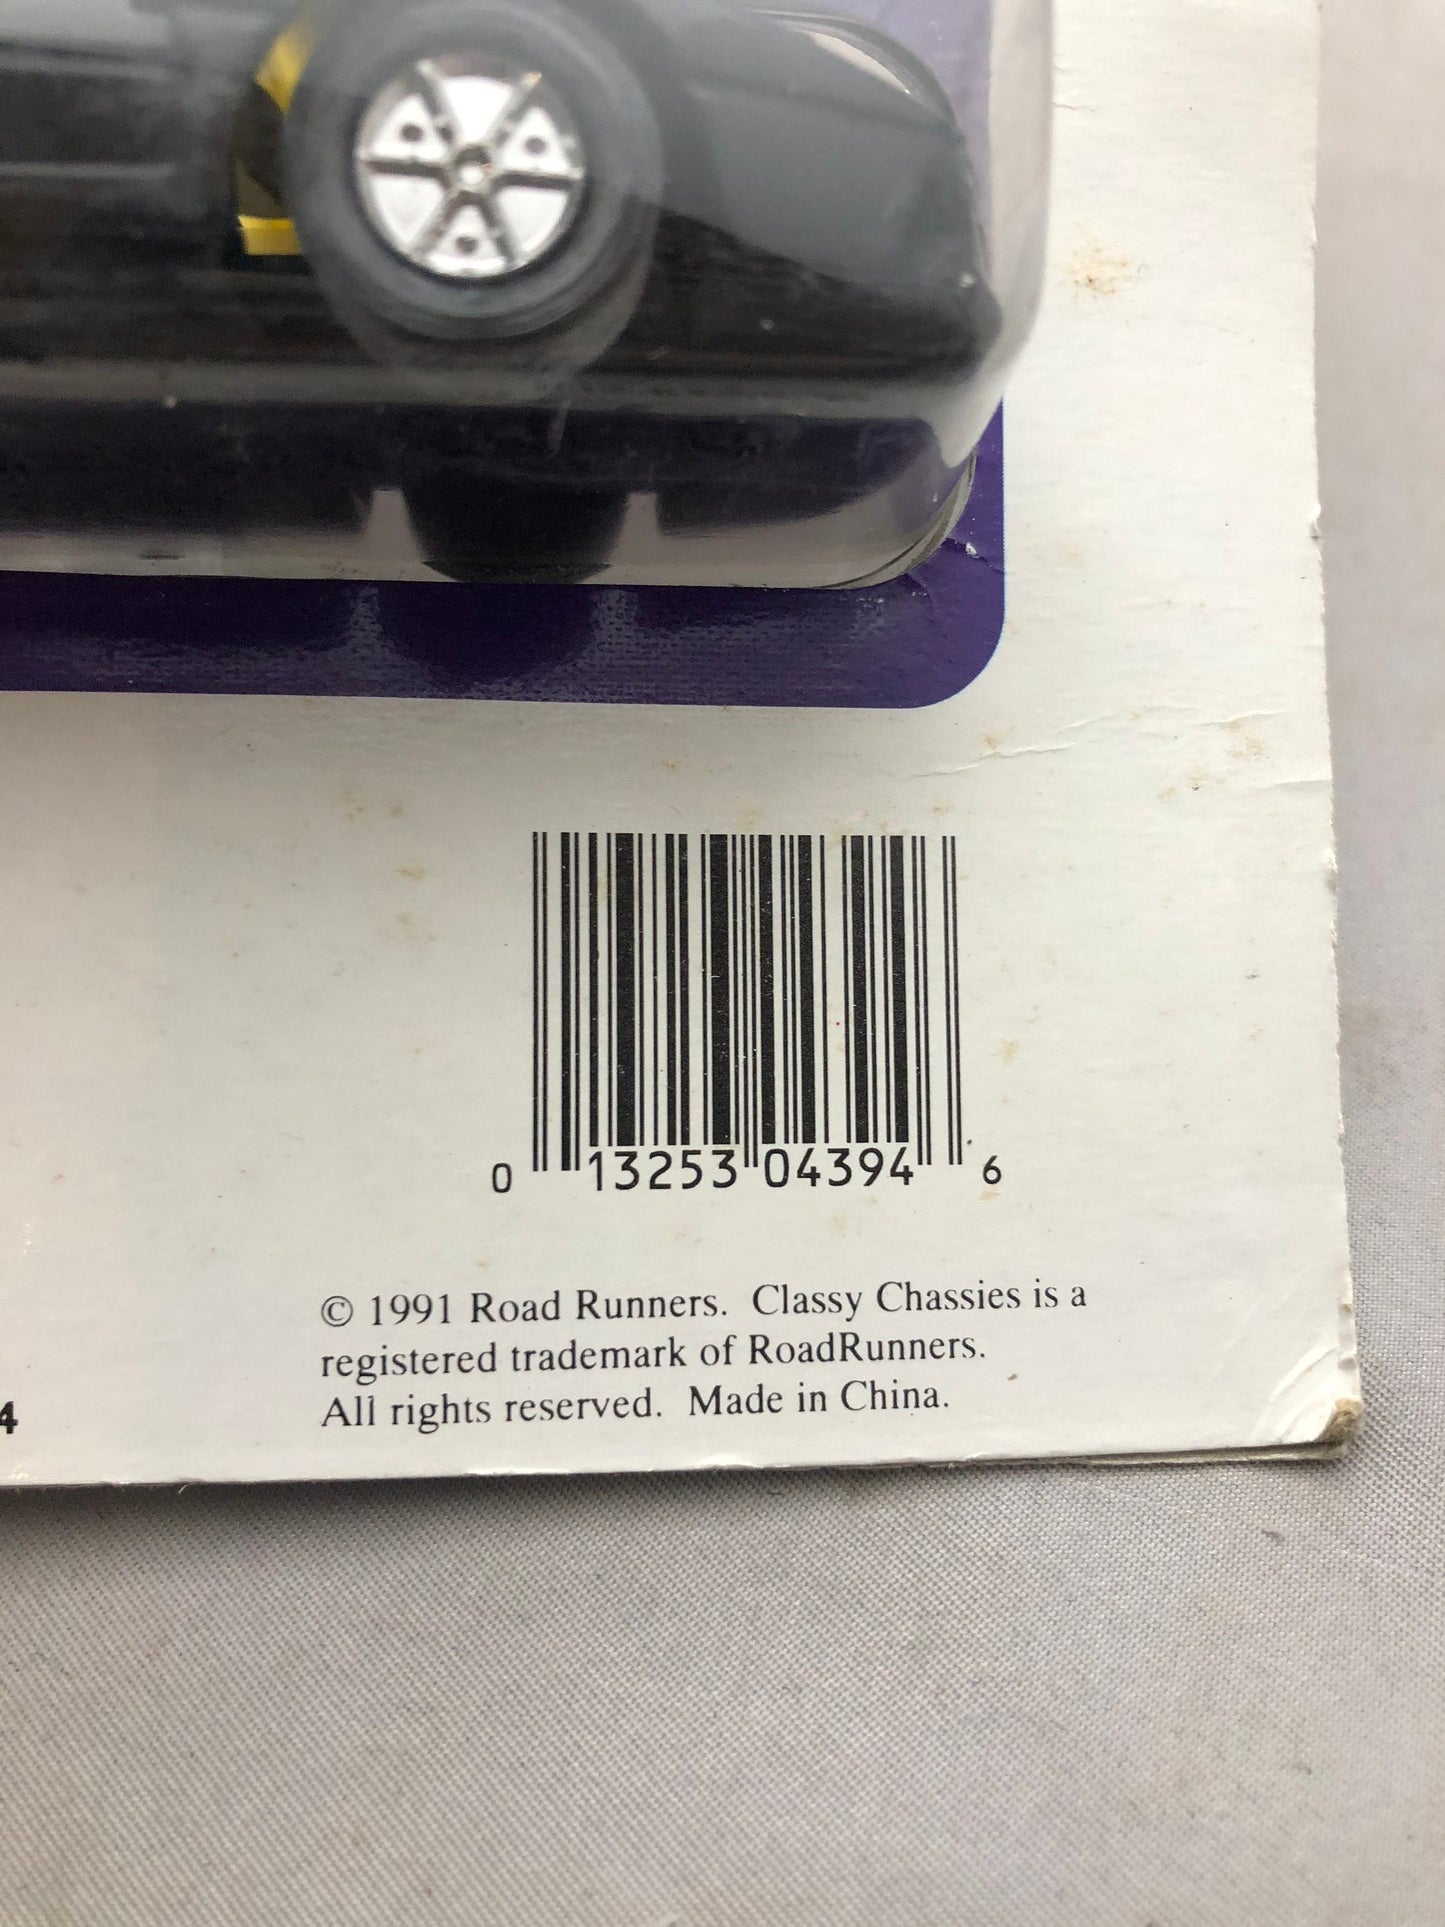 0 13253 04394 6
© 1991 Road Runners. Classy Chassies is a
registered trademark of RoadRunners.
All rights reserved. Made in China.
4